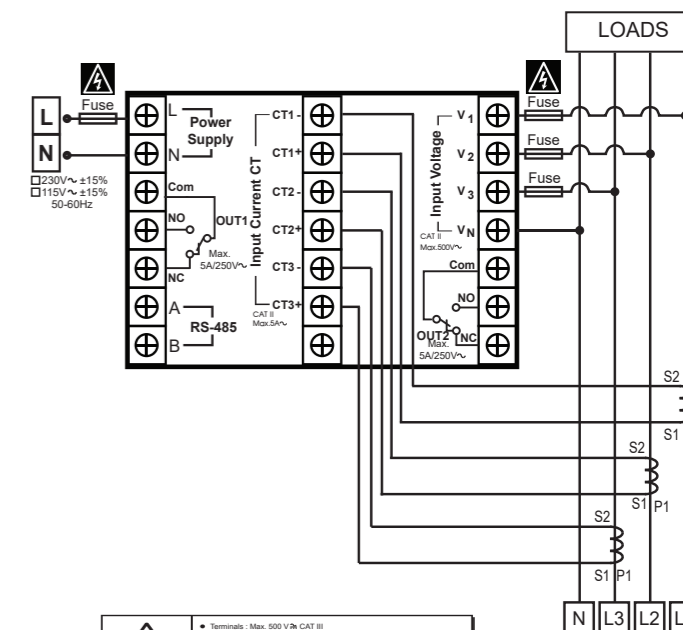 LOADS
Fuse
L
N
230V~ ±15%
115V~ ±15%
50-60Hz
L
Power
Supply
N
Com
NO
OUT1
Max.
5A/250V~
NC
A
RS-485
B
Input Current CT
CT1 -
CT1+
CT2 -
CT2+
CT3 -
CT3+
CAT II
Max.5A~
Input Voltage
V1
V2
V3
VN
CAT II
Max.500V~
Com
NO
OUT2
NC
Max.
5A/250V~
Fuse
Fuse
Fuse
S2
S1
S2
S1 P1
S2
S1 P1
N L3 L2 L
Terminals : Max. 500 V CAT III